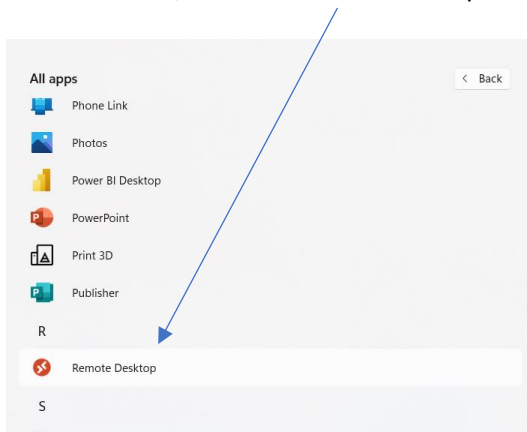 All apps
< Back
Phone Link
Photos
Power BI Desktop
PowerPoint
Print 3D
Publisher
R
Remote Desktop
S